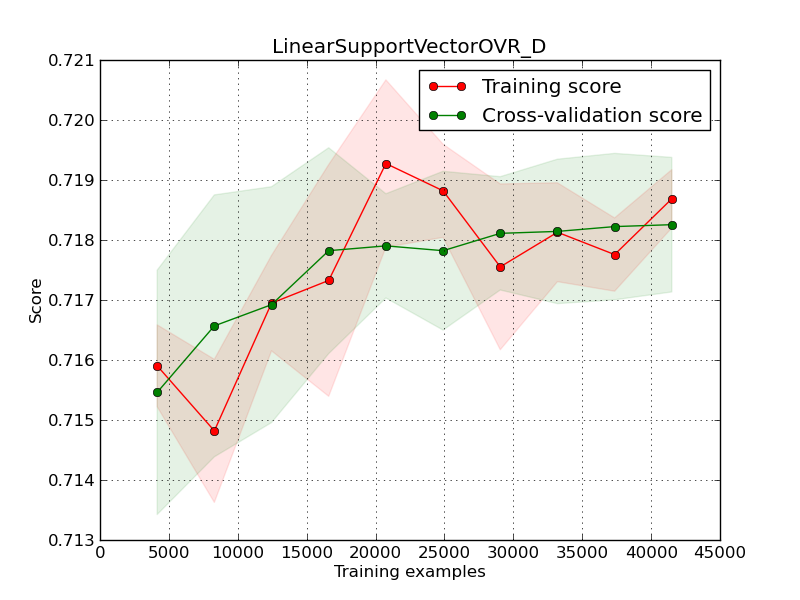 LinearSupportVectorOVR_D
Training score
Cross-validation score
0.721
0.720
0.719
0.718
0.717
0.716
0.715
0.714
0.713
Score
0 5000 10000 15000 20000 25000 30000 35000 40000 45000
Training examples